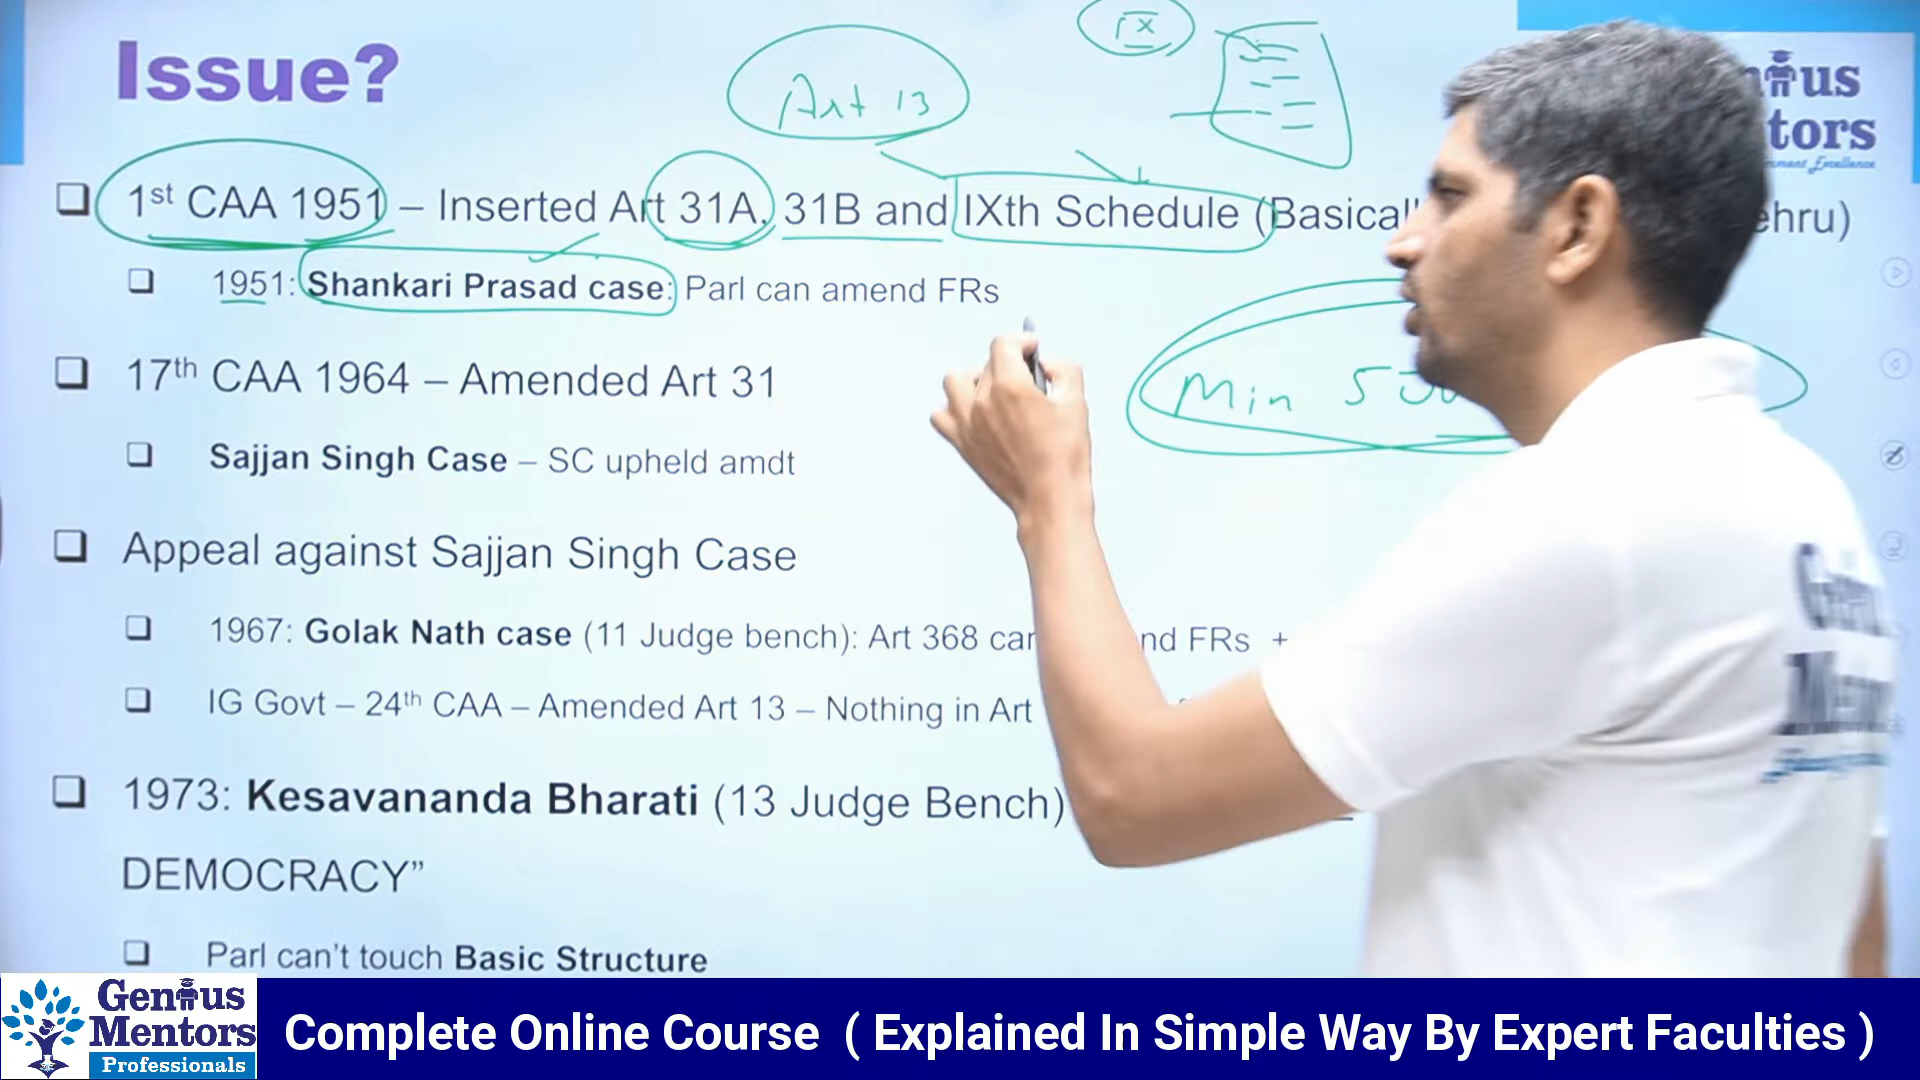 Issue?
Art 13
IX
1st CAA 1951 – Inserted Art 31A, 31B and IXth Schedule (Basical ehru)
1951: Shankari Prasad case: Parl can amend FRs
Min
17th CAA 1964 – Amended Art 31
Sajjan Singh Case – SC upheld amdt
Appeal against Sajjan Singh Case
1967: Golak Nath case (11 Judge bench): Art 368 can nd FRs +
IG Govt – 24th CAA – Amended Art 13 – Nothing in Art
1973: Kesavananda Bharati (13 Judge Bench)
DEMOCRACY”
Parl can’t touch Basic Structure
Genius
Mentors
Professionals
Complete Online Course ( Explained In Simple Way By Expert Faculties )